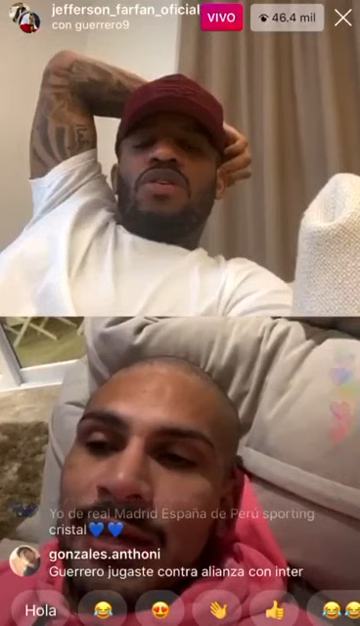 jefferson_farfan_oficial
VIVO
46.4 mil
con guerrero9
Yo de real Madrid España de Perú sporting
cristal💙💙
gonzales.anthoni
Guerrero jugaste contra alianza con inter
Hola